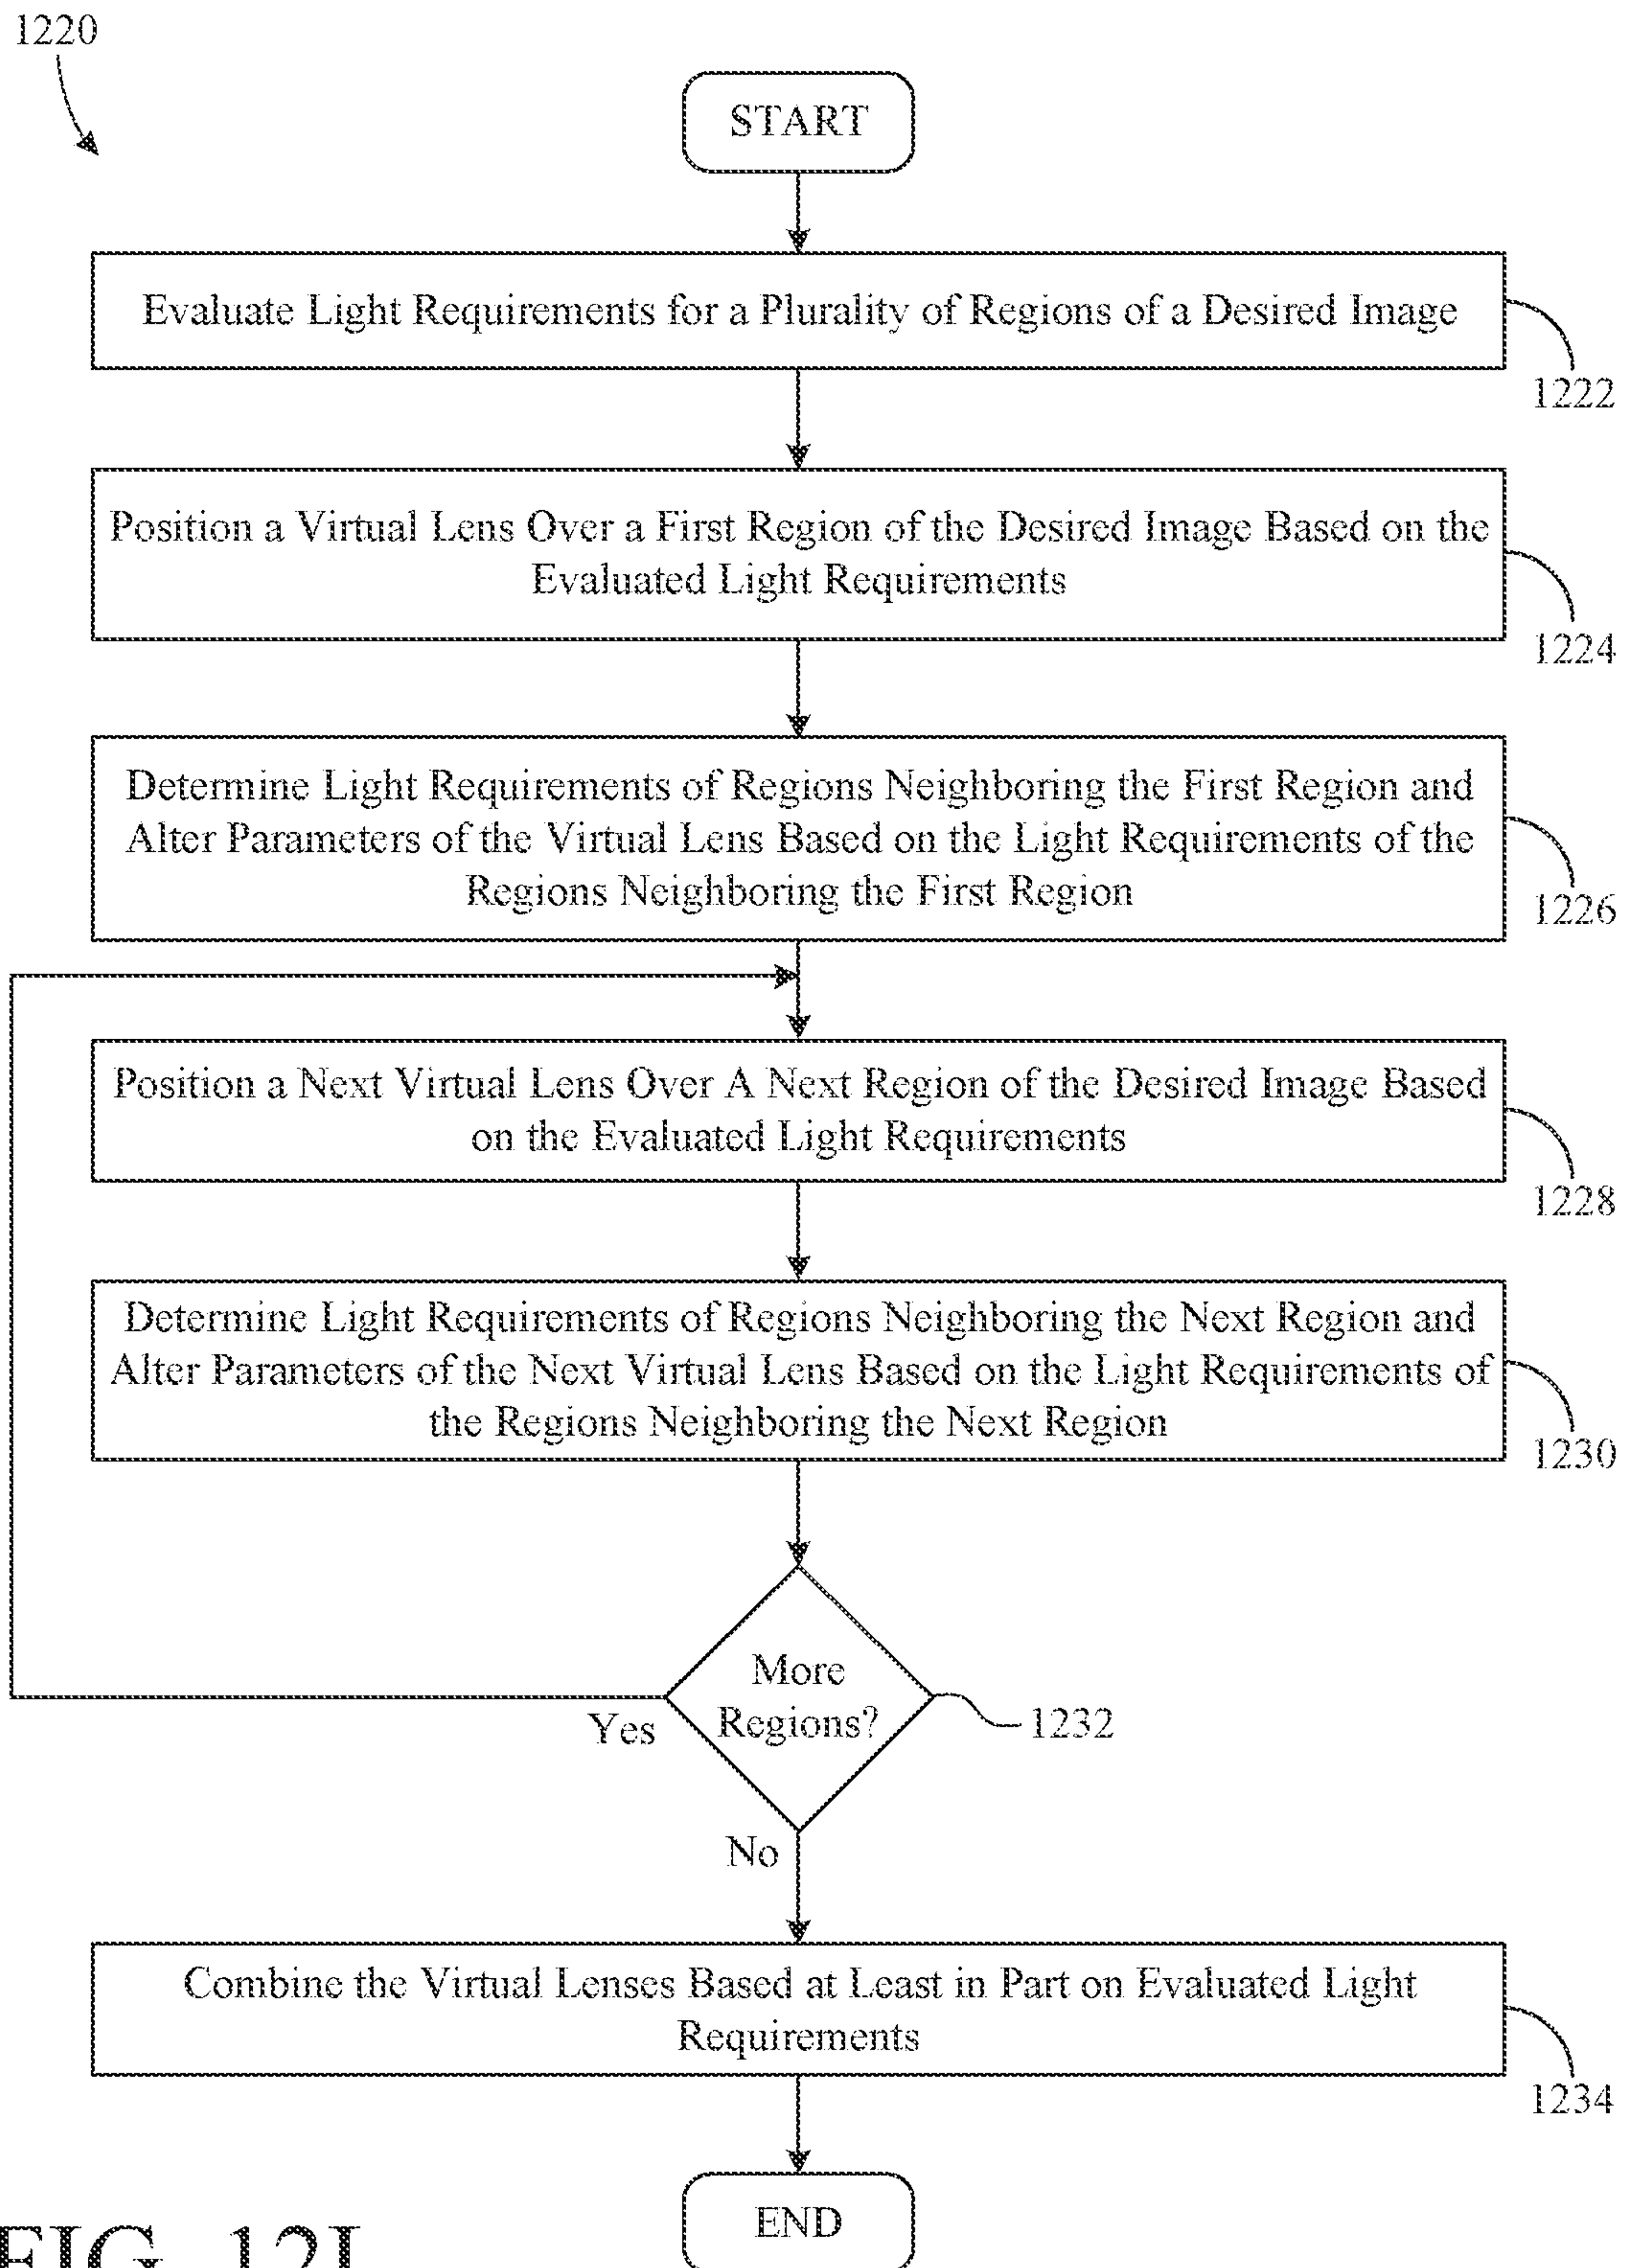 1220
START
Evaluate Light Requirements for a Plurality of Regions of a Desired Image
1222
Position a Virtual Lens Over a First Region of the Desired Image Based on the
Evaluated Light Requirements
1224
Determine Light Requirements of Regions Neighboring the First Region and
Alter Parameters of the Virtual Lens Based on the Light Requirements of the
Regions Neighboring the First Region
1226
Position a Next Virtual Lens Over A Next Region of the Desired Image Based
on the Evaluated Light Requirements
1228
Determine Light Requirements of Regions Neighboring the Next Region and
Alter Parameters of the Next Virtual Lens Based on the Light Requirements of
the Regions Neighboring the Next Region
1230
More
Regions?
1232
Yes
No
Combine the Virtual Lenses Based at Least in Part on Evaluated Light
Requirements
1234
END
FIG.